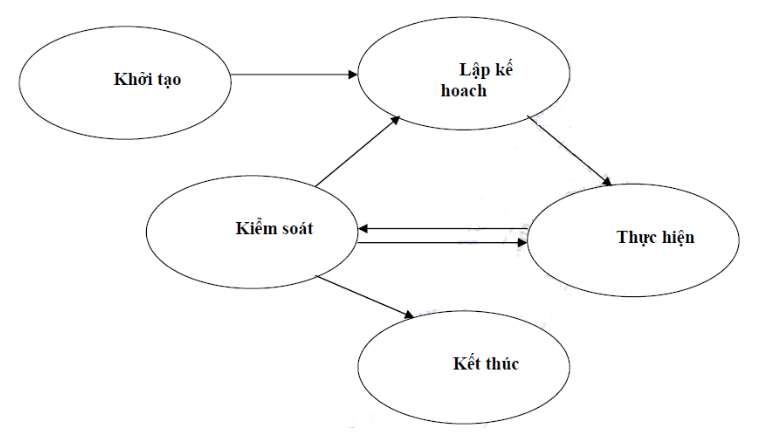 Khởi tạo
Lập kế
hoach
Kiểm soát
Thực hiện
Kết thúc